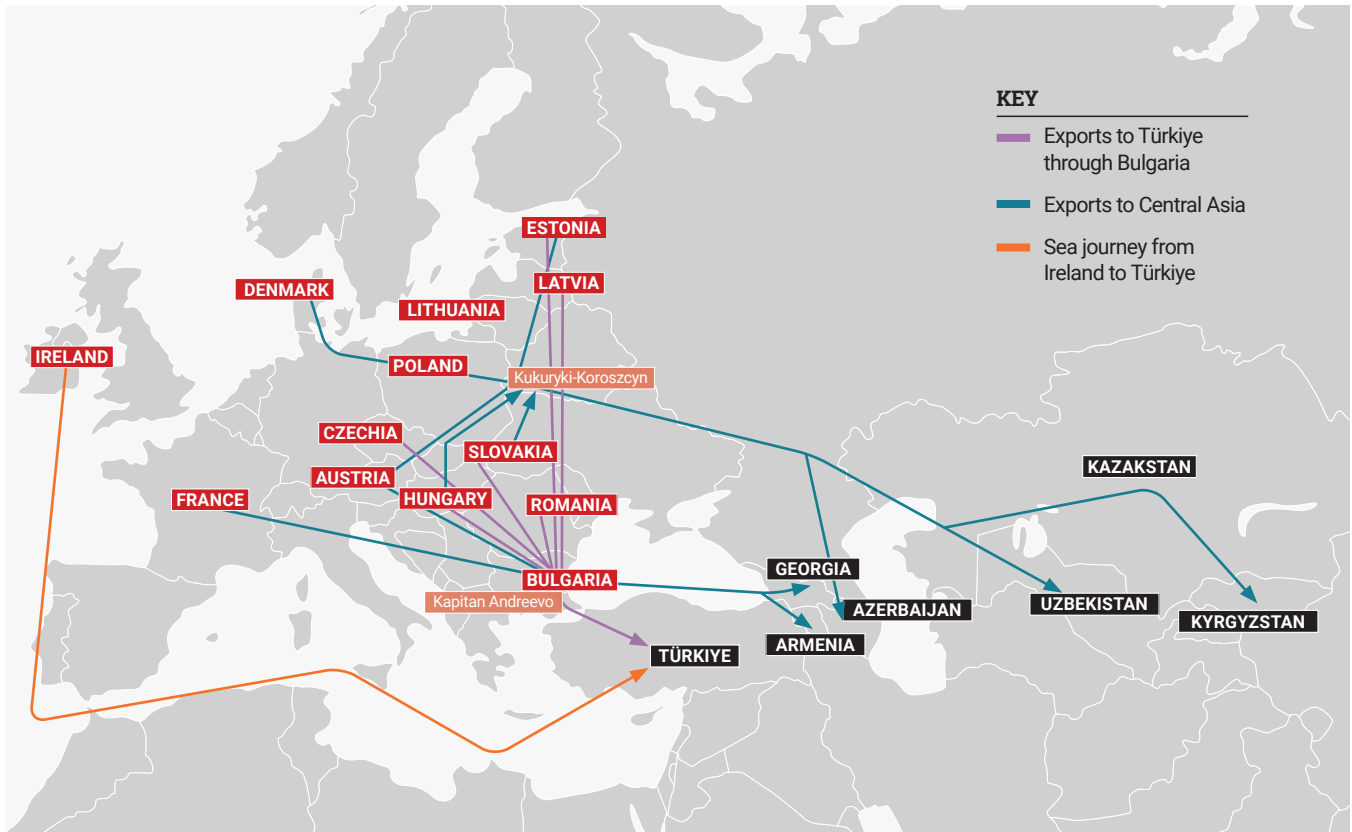 KEY
Exports to Türkiye
through Bulgaria
Exports to Central Asia
Sea journey from
Ireland to Türkiye
ESTONIA
DENMARK
LATVIA
LITHUANIA
IRELAND
POLAND
Kukuryki-Koroszcyn
CZECHIA
SLOVAKIA
KAZAKSTAN
AUSTRIA
FRANCE
HUNGARY
ROMANIA
GEORGIA
BULGARIA
Kapitan Andreevo
AZERBAIJAN
UZBEKISTAN
KYRGYZSTAN
ARMENIA
TÜRKIYE